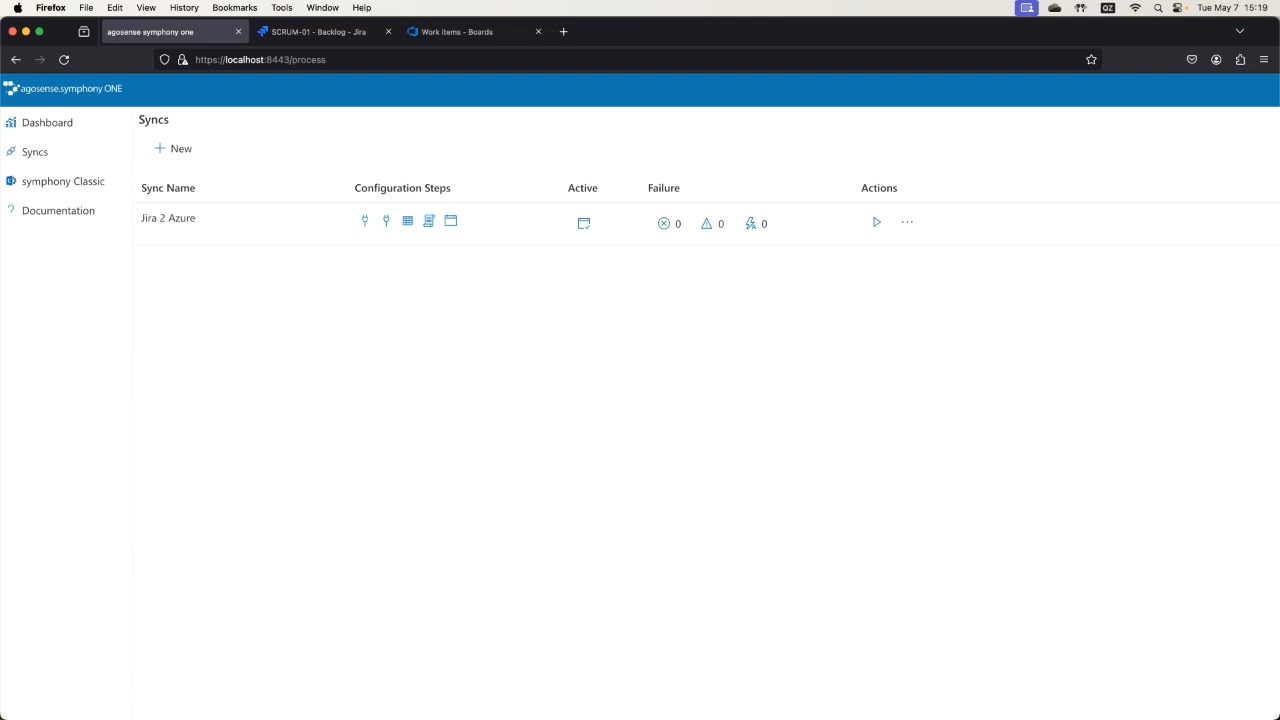 Firefox File Edit View History Bookmarks Tools Window Help QZ Tue May 7 15:19
agosense symphony one SCRUM-01 - Backlog - Jira Work items - Boards
https://localhost:8443/process
agosense.symphony ONE
Dashboard
Syncs
symphony Classic
Documentation
Syncs
New
Sync Name Configuration Steps Active Failure Actions
Jira 2 Azure 0 0 0